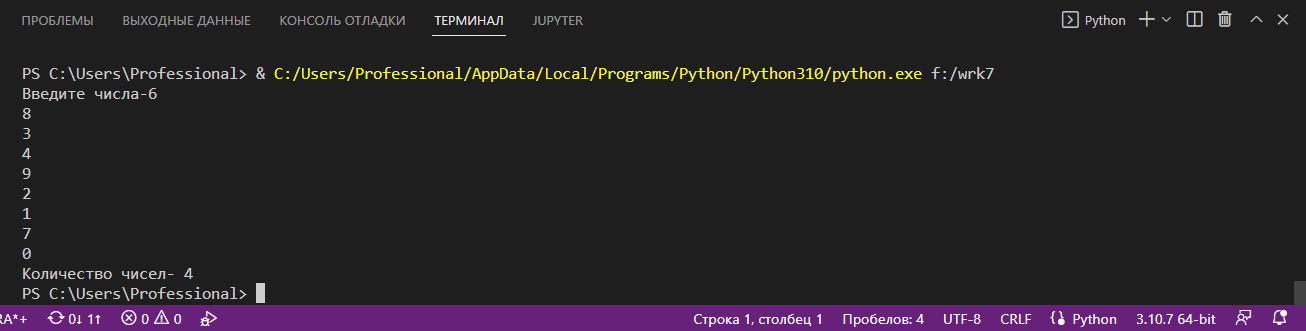 ПРОБЛЕМЫ ВЫХОДНЫЕ ДАННЫЕ КОНСОЛЬ ОТЛАДКИ ТЕРМИНАЛ JUPYTER Python
PS C:\Users\Professional> & C:/Users/Professional/AppData/Local/Programs/Python/Python310/python.exe f:/wrk7
Введите числа-6
8
3
4
9
2
1
7
0
Количество чисел- 4
PS C:\Users\Professional>
RA*+ 0↓ 1↑ 0 0 Строка 1, столбец 1 Пробелов: 4 UTF-8 CRLF Python 3.10.7 64-bit